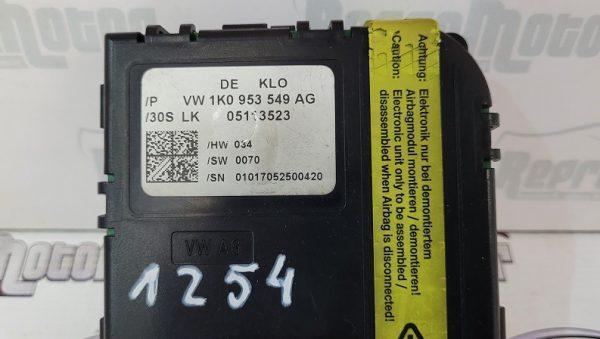 DE KLO
/P VW 1K0 953 549 AG
/30S LK 05113523
/HW 034
/SW 0070
/SN 01017052500420
VW AG
1254
Achtung: Elektronik nur bei demontiertem
Airbagmodul montieren / demontieren!
Caution: Electronic unit only to be assembled /
disassembled when Airbag is disconnected!